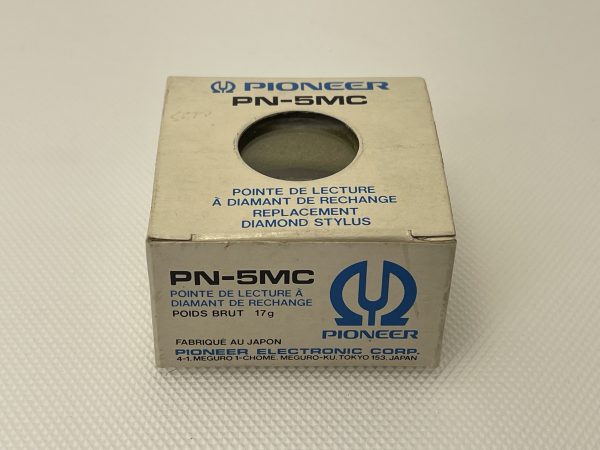 PIONEER
PN-5MC
POINTE DE LECTURE
À DIAMANT DE RECHANGE
REPLACEMENT
DIAMOND STYLUS
PN-5MC
POINTE DE LECTURE À
DIAMANT DE RECHANGE
POIDS BRUT 17g
PIONEER
FABRIQUÉ AU JAPON
PIONEER ELECTRONIC CORP.
4-1, MEGURO 1-CHOME, MEGURO-KU, TOKYO 153, JAPAN